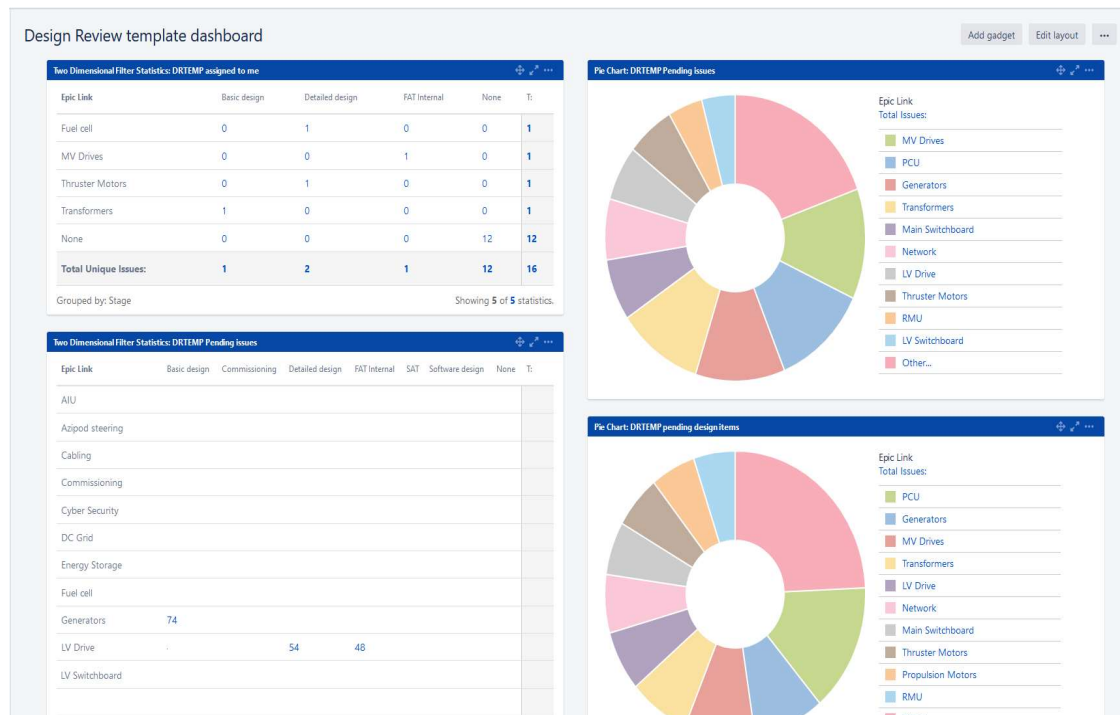 Design Review template dashboard
Add gadget Edit layout ...
Two Dimensional Filter Statistics: DRTEMP assigned to me
Epic Link Basic design Detailed design FAT Internal None T:
Fuel cell 0 1 0 0 1
MV Drives 0 0 1 0 1
Thruster Motors 0 1 0 0 1
Transformers 1 0 0 0 1
None 0 0 0 12 12
Total Unique Issues: 1 2 1 12 16
Grouped by: Stage Showing 5 of 5 statistics.
Two Dimensional Filter Statistics: DRTEMP Pending issues
Epic Link Basic design Commissioning Detailed design FAT Internal SAT Software design None T:
AIU
Azipod steering
Cabling
Commissioning
Cyber Security
DC Grid
Energy Storage
Fuel cell
Generators 74
LV Drive 54 48
LV Switchboard
Pie Chart: DRTEMP Pending issues
Epic Link
Total Issues:
MV Drives
PCU
Generators
Transformers
Main Switchboard
Network
LV Drive
Thruster Motors
RMU
LV Switchboard
Other...
Pie Chart: DRTEMP pending design items
Epic Link
Total Issues:
PCU
Generators
MV Drives
Transformers
LV Drive
Network
Main Switchboard
Thruster Motors
Propulsion Motors
RMU